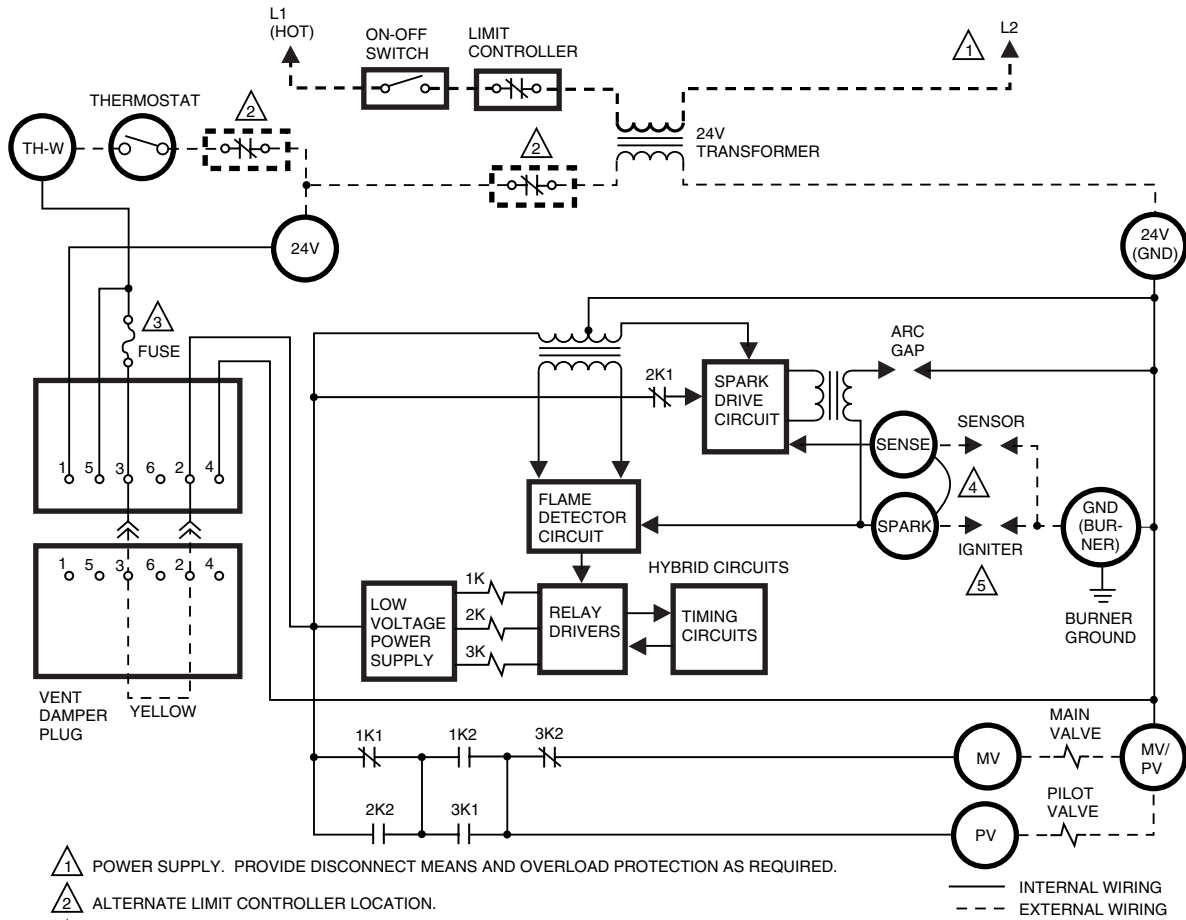 L1
(HOT)
ON-OFF
SWITCH
LIMIT
CONTROLLER
1
L2
THERMOSTAT
2
TH-W
2
24V
TRANSFORMER
24V
24V
(GND)
3
FUSE
ARC
GAP
2K1
SPARK
DRIVE
CIRCUIT
SENSE
SENSOR
4
1 5 3 6 2 4
FLAME
DETECTOR
CIRCUIT
SPARK
IGNITER
5
GND
(BUR-
NER)
BURNER
GROUND
1 5 3 6 2 4
HYBRID CIRCUITS
LOW
VOLTAGE
POWER
SUPPLY
1K
2K
3K
RELAY
DRIVERS
TIMING
CIRCUITS
VENT
DAMPER
PLUG
YELLOW
1K1
1K2
3K2
MV
MAIN
VALVE
MV/
PV
2K2
3K1
PV
PILOT
VALVE
1 POWER SUPPLY. PROVIDE DISCONNECT MEANS AND OVERLOAD PROTECTION AS REQUIRED.
2 ALTERNATE LIMIT CONTROLLER LOCATION.
INTERNAL WIRING
EXTERNAL WIRING